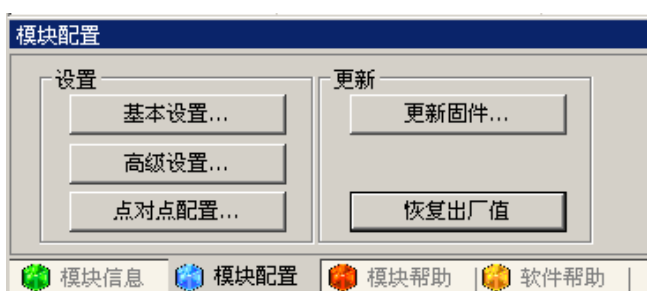 模块配置
设置
更新
基本设置...
更新固件...
高级设置...
点对点配置...
恢复出厂值
模块信息
模块配置
模块帮助
软件帮助